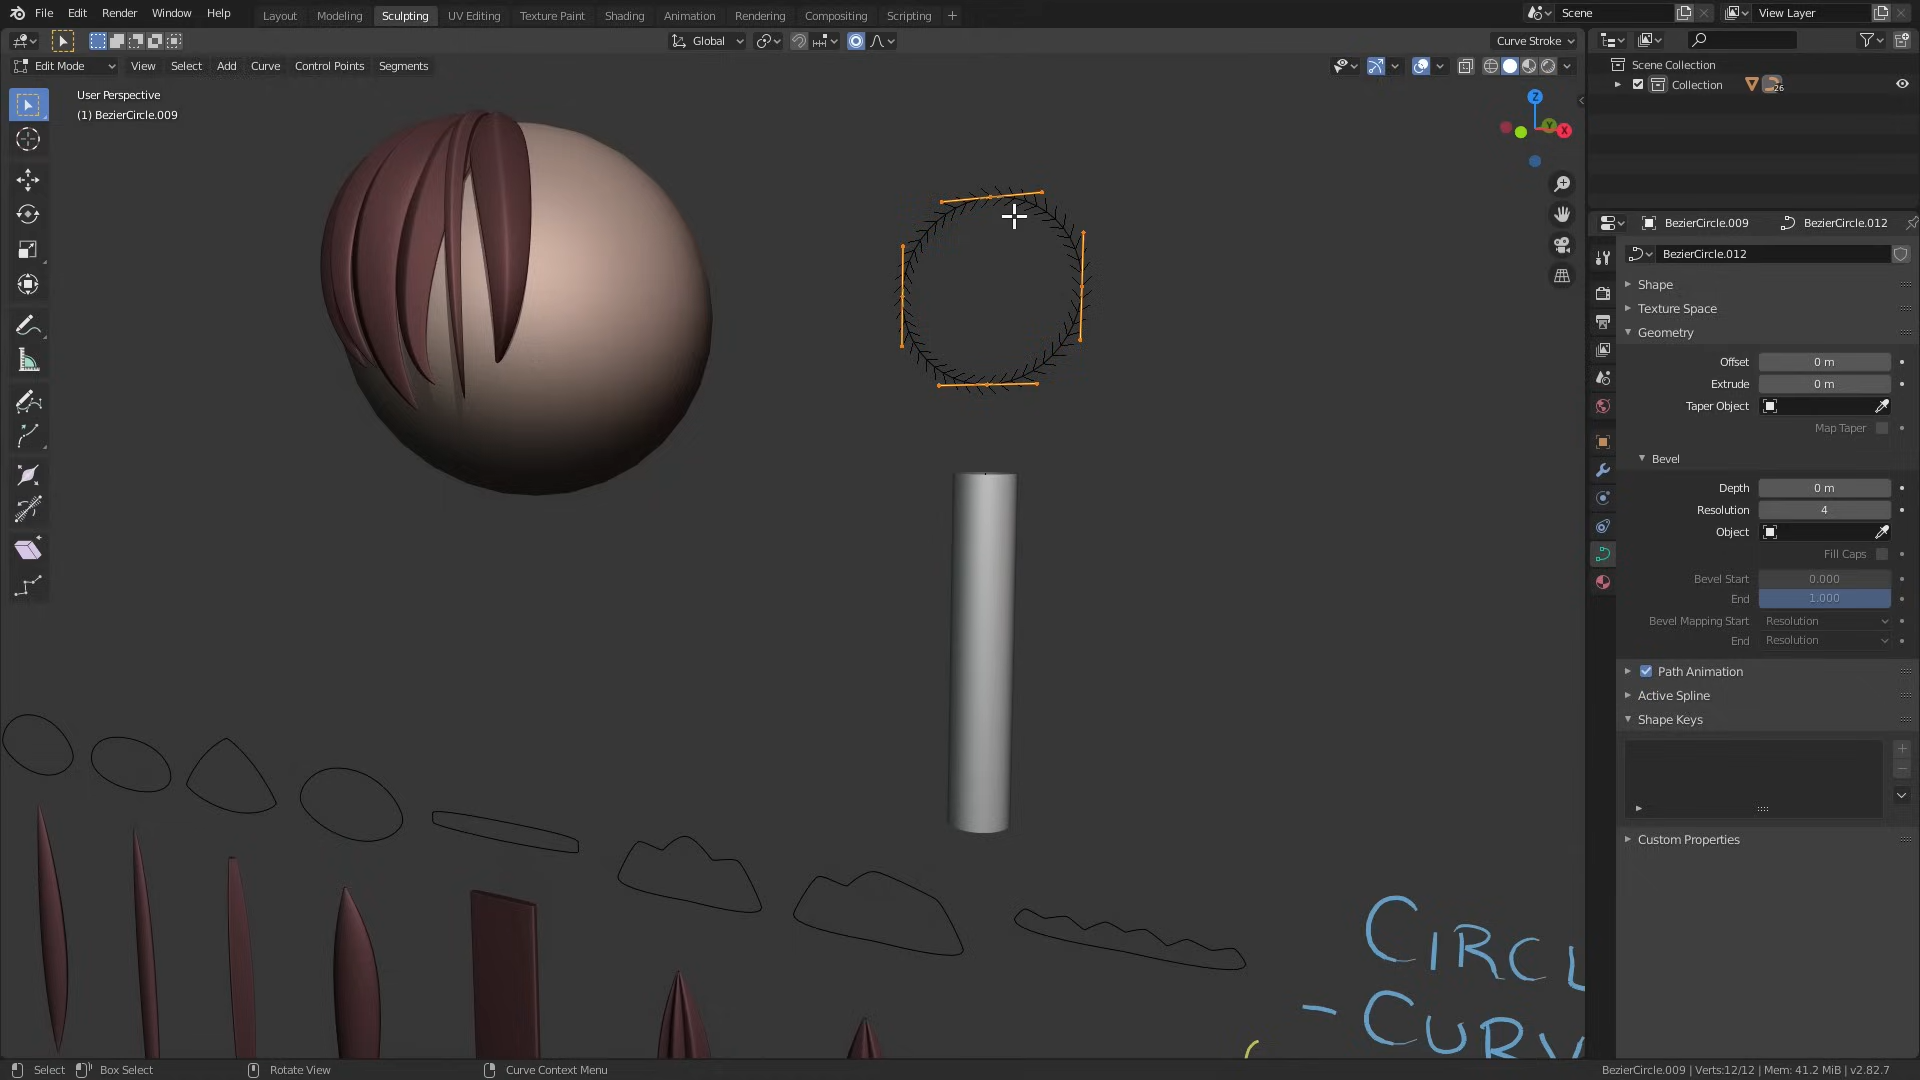 File Edit Render Window Help
Layout Modeling Sculpting UV Editing Texture Paint Shading Animation Rendering Compositing Scripting +
Scene
View Layer
Global
Curve Stroke
Edit Mode View Select Add Curve Control Points Segments
User Perspective
(1) BezierCircle.009
Z
Y
X
Scene Collection
Collection
26
BezierCircle.009
BezierCircle.012
BezierCircle.012
Shape
Texture Space
Geometry
Offset 0 m
Extrude 0 m
Taper Object
Map Taper
Bevel
Depth 0 m
Resolution 4
Object
Fill Caps
Bevel Start 0.000
End 1.000
Bevel Mapping Start Resolution
End Resolution
Path Animation
Active Spline
Shape Keys
Custom Properties
CIRCL
- CURV
Select Box Select Rotate View Curve Context Menu
BezierCircle.009 | Verts:12/12 | Mem: 41.2 MiB | v2.82.7